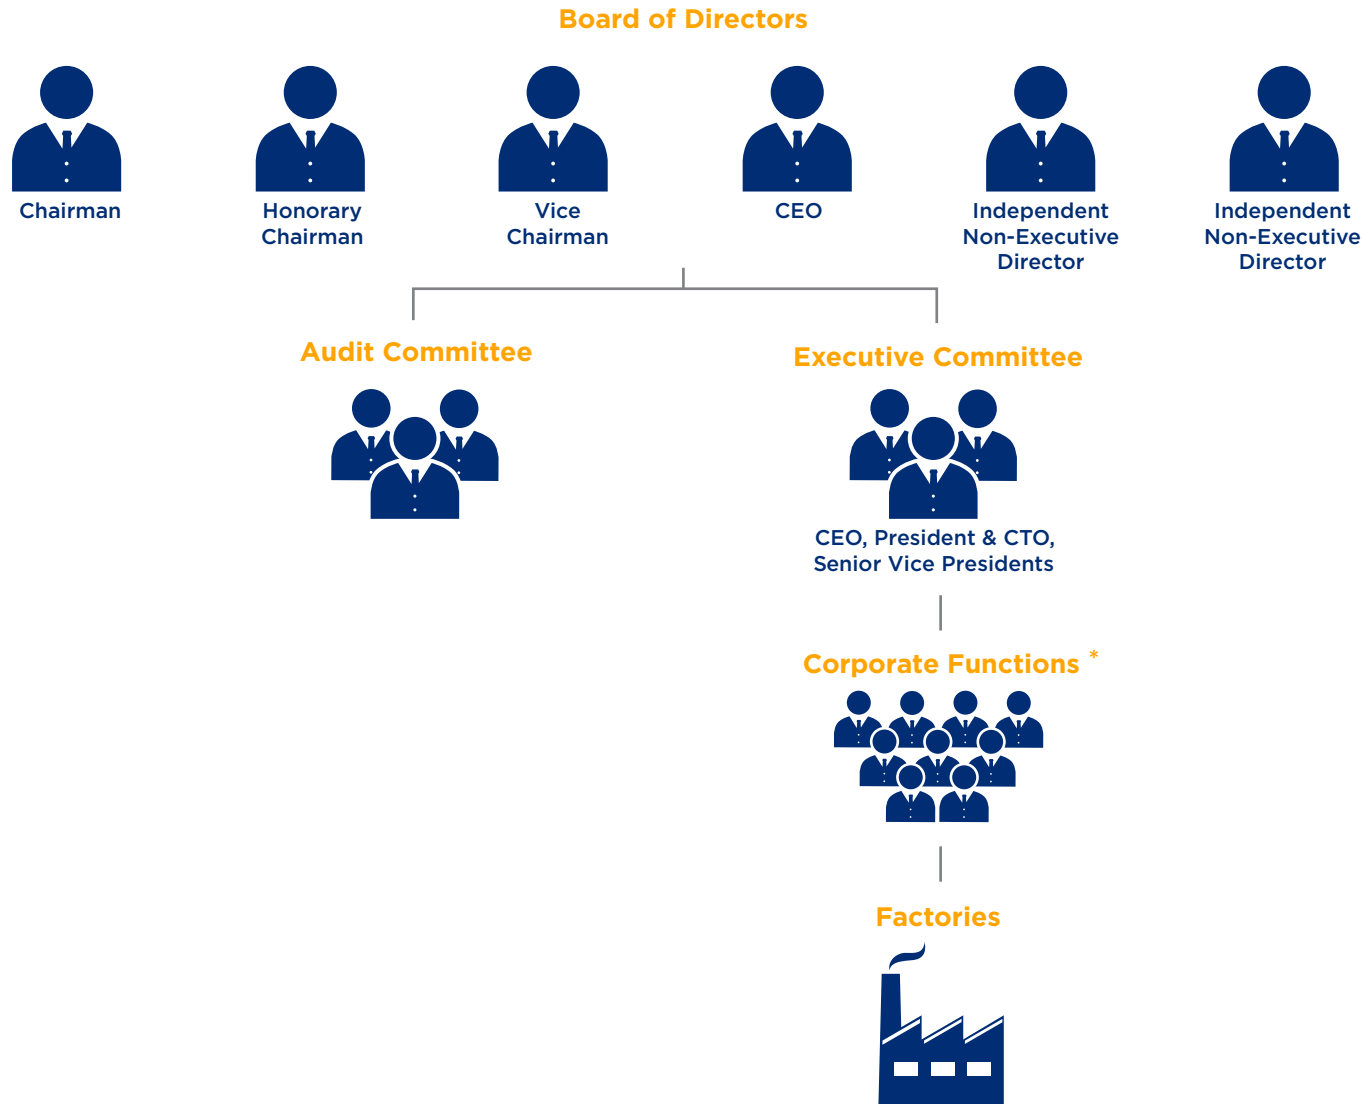 Board of Directors
Chairman
Honorary
Chairman
Vice
Chairman
CEO
Independent
Non-Executive
Director
Independent
Non-Executive
Director
Audit Committee
Executive Committee
CEO, President & CTO,
Senior Vice Presidents
Corporate Functions *
Factories